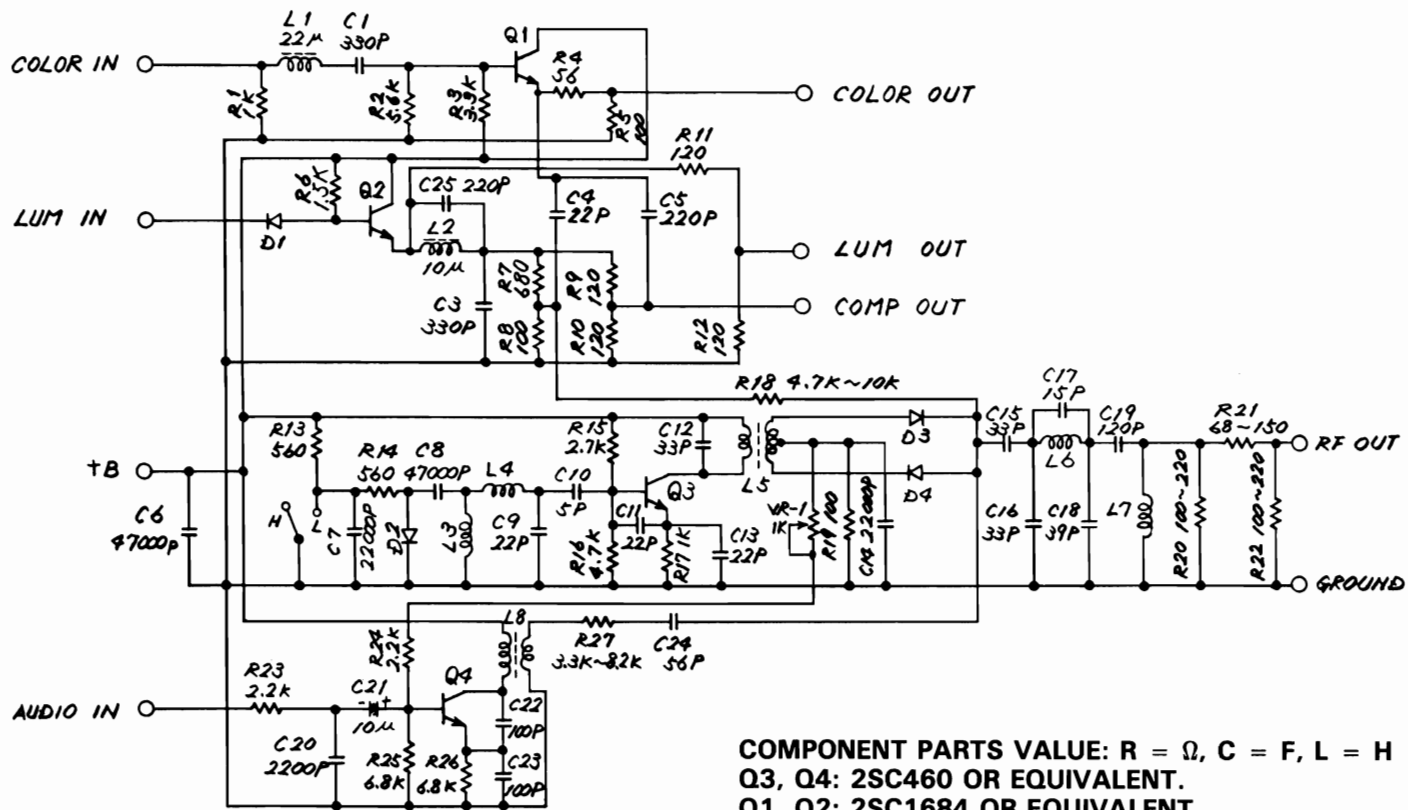 L1
22μ
C1
330P
Q1
R4
56
COLOR IN
COLOR OUT
R1
1K
R2
5.6K
R3
3.9K
R5
100
R11
120
R6
1.5K
Q2
C25 220P
C4
22P
C5
220P
LUM IN
D1
L2
10μ
LUM OUT
R7
680
R9
120
C3
330P
COMP OUT
R8
100
R10
120
R12
120
R18 4.7K~10K
C17
15P
R13
560
R15
2.7K
C12
33P
D3
C15
33P
C19
120P
R21
68~150
RF OUT
R14
560
C8
47000P
L4
C10
5P
L6
+B
Q3
L5
D4
H
L
C6
47000P
C7
22000P
D2
L3
C9
22P
C11
22P
R16
4.7K
R17 1K
C13
22P
VR-1
1K
R19 100
C14 22000P
C16
33P
C18
39P
L7
R20 100~220
R22 100~220
GROUND
R24
2.2K
L8
R27
3.3K~8.2K
C24
56P
R23
2.2K
C21
- +
10μ
Q4
AUDIO IN
C22
100P
C20
2200P
R25
6.8K
R26
6.8K
C23
100P
COMPONENT PARTS VALUE: R = Ω, C = F, L = H
Q3, Q4: 2SC460 OR EQUIVALENT.
Q1, Q2: 2SC1684 OR EQUIVALENT